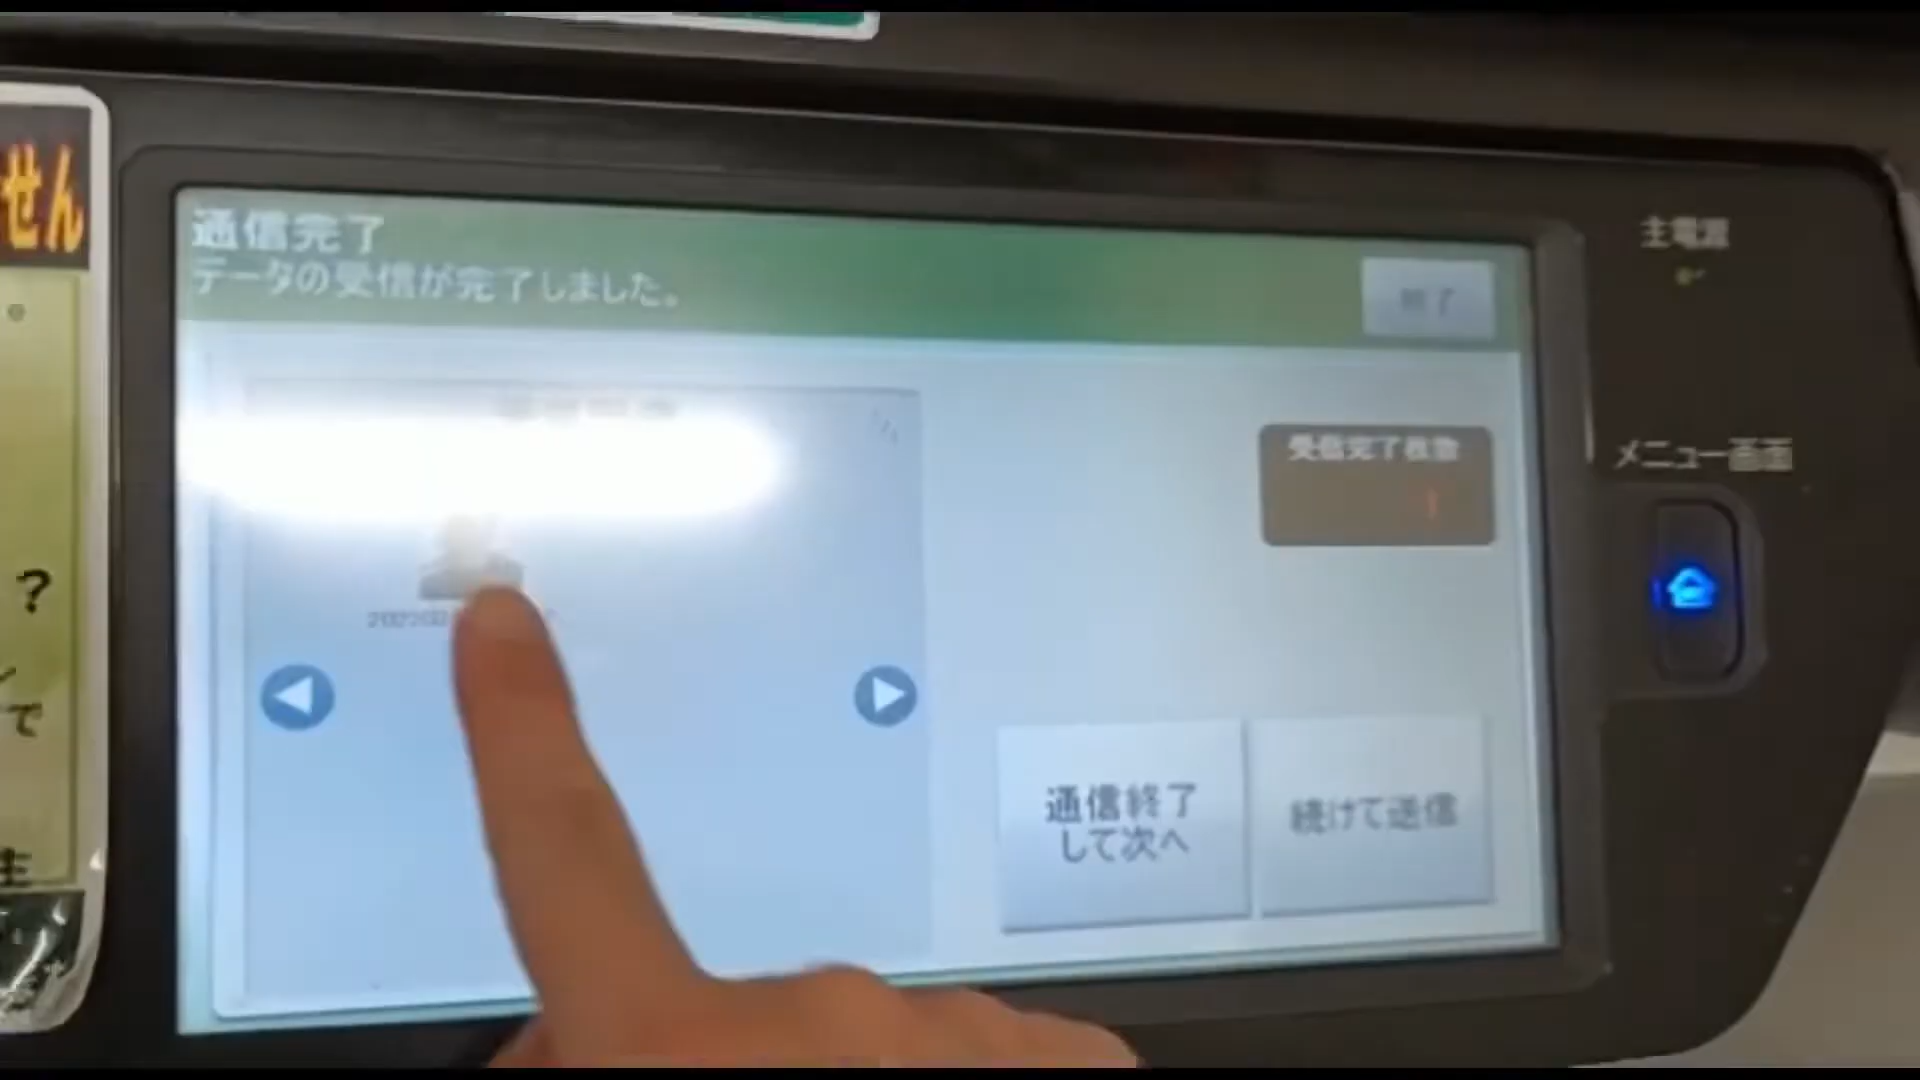 せん
通信完了
データの受信が完了しました。
終了
主電源
受信完了枚数
1
メニュー画面
?
で
主
通信終了
して次へ
続けて送信